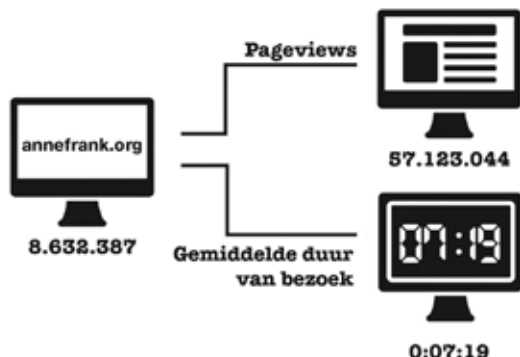 Pageviews
annefrank.org
57.123.044
8.632.387
Gemiddelde duur
van bezoek
07:19
0:07:19